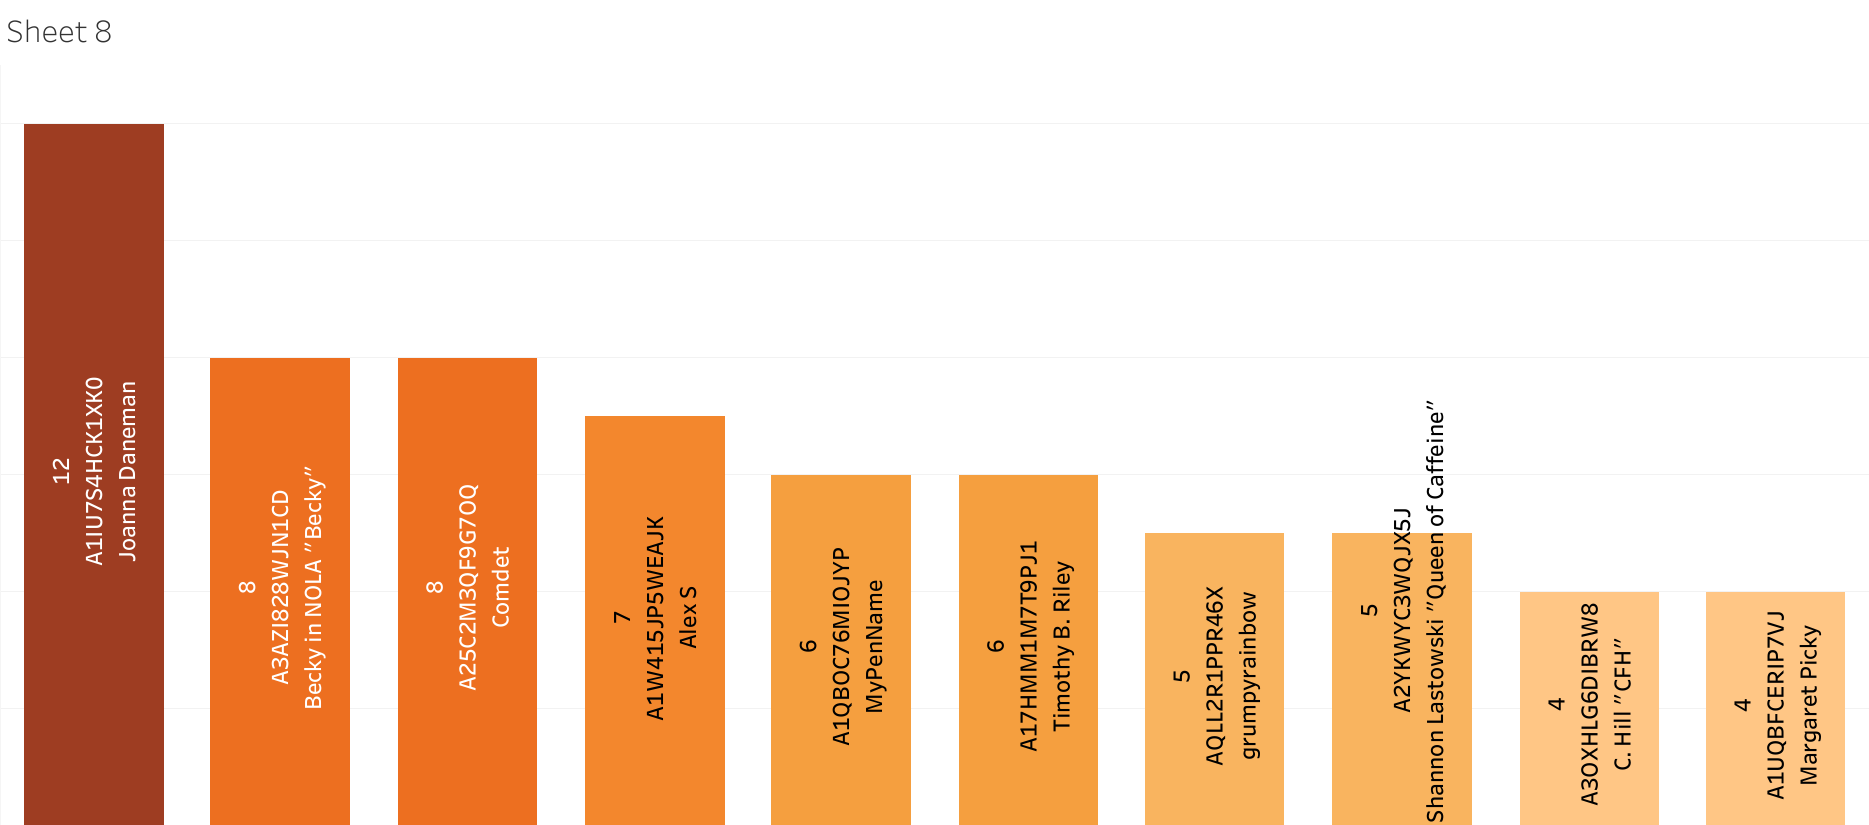 Sheet 8
12
A1IU7S4HCK1XK0
Joanna Daneman
8
A3AZI828WJN1CD
Becky in NOLA "Becky"
8
A25C2M3QF9G7OQ
Comdet
7
A1W415JP5WEAJK
Alex S
6
A1QBOC76MIOJYP
MyPenName
6
A17HMM1M7T9PJ1
Timothy B. Riley
5
AQLL2R1PPR46X
grumpyrainbow
5
A2YKWYC3WQJX5J
Shannon Lastowski "Queen of Caffeine"
4
A3OXHLG6DIBRW8
C. Hill "CFH"
4
A1UQBFCERIP7VJ
Margaret Picky